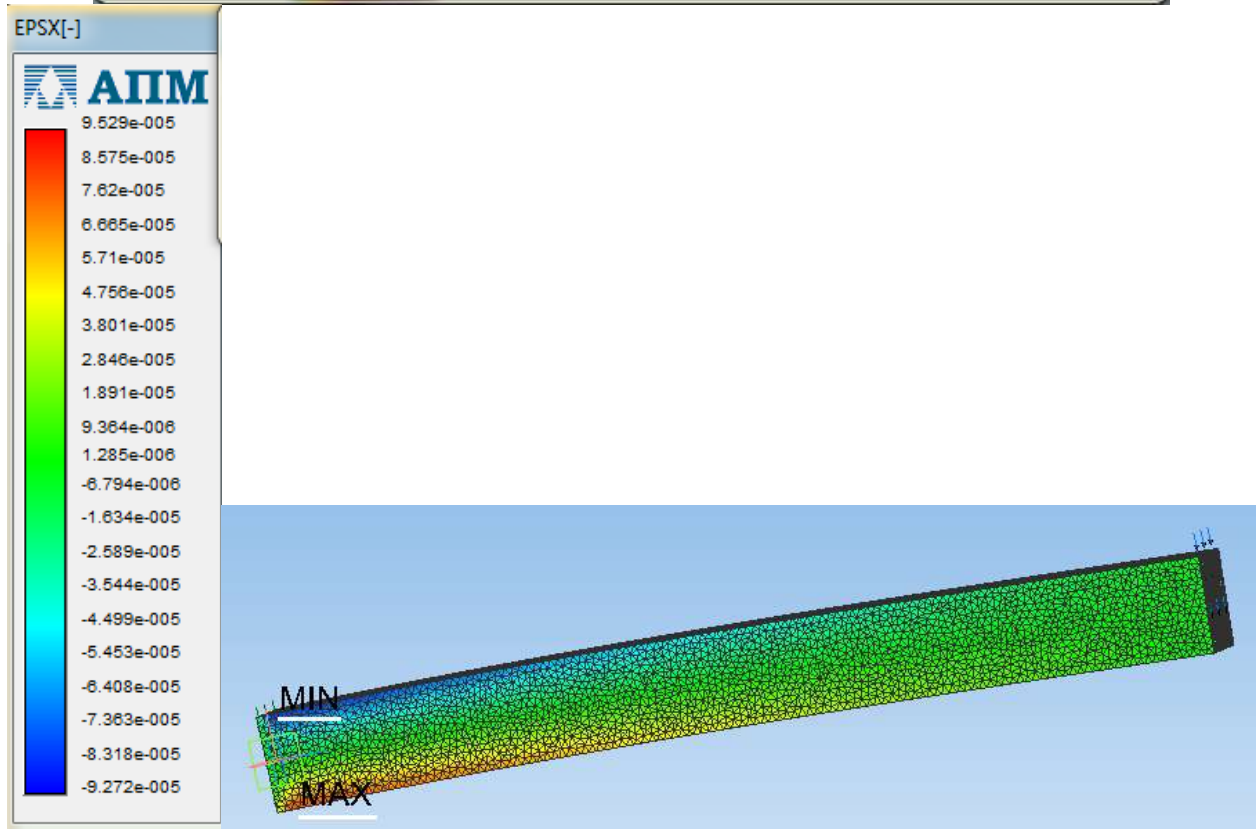 EPSX[-]
АПМ
9.529e-005
8.575e-005
7.62e-005
6.665e-005
5.71e-005
4.756e-005
3.801e-005
2.846e-005
1.891e-005
9.364e-006
1.285e-006
-6.794e-006
-1.634e-005
-2.589e-005
-3.544e-005
-4.499e-005
-5.453e-005
-6.408e-005
-7.363e-005
-8.318e-005
-9.272e-005
MIN
MAX